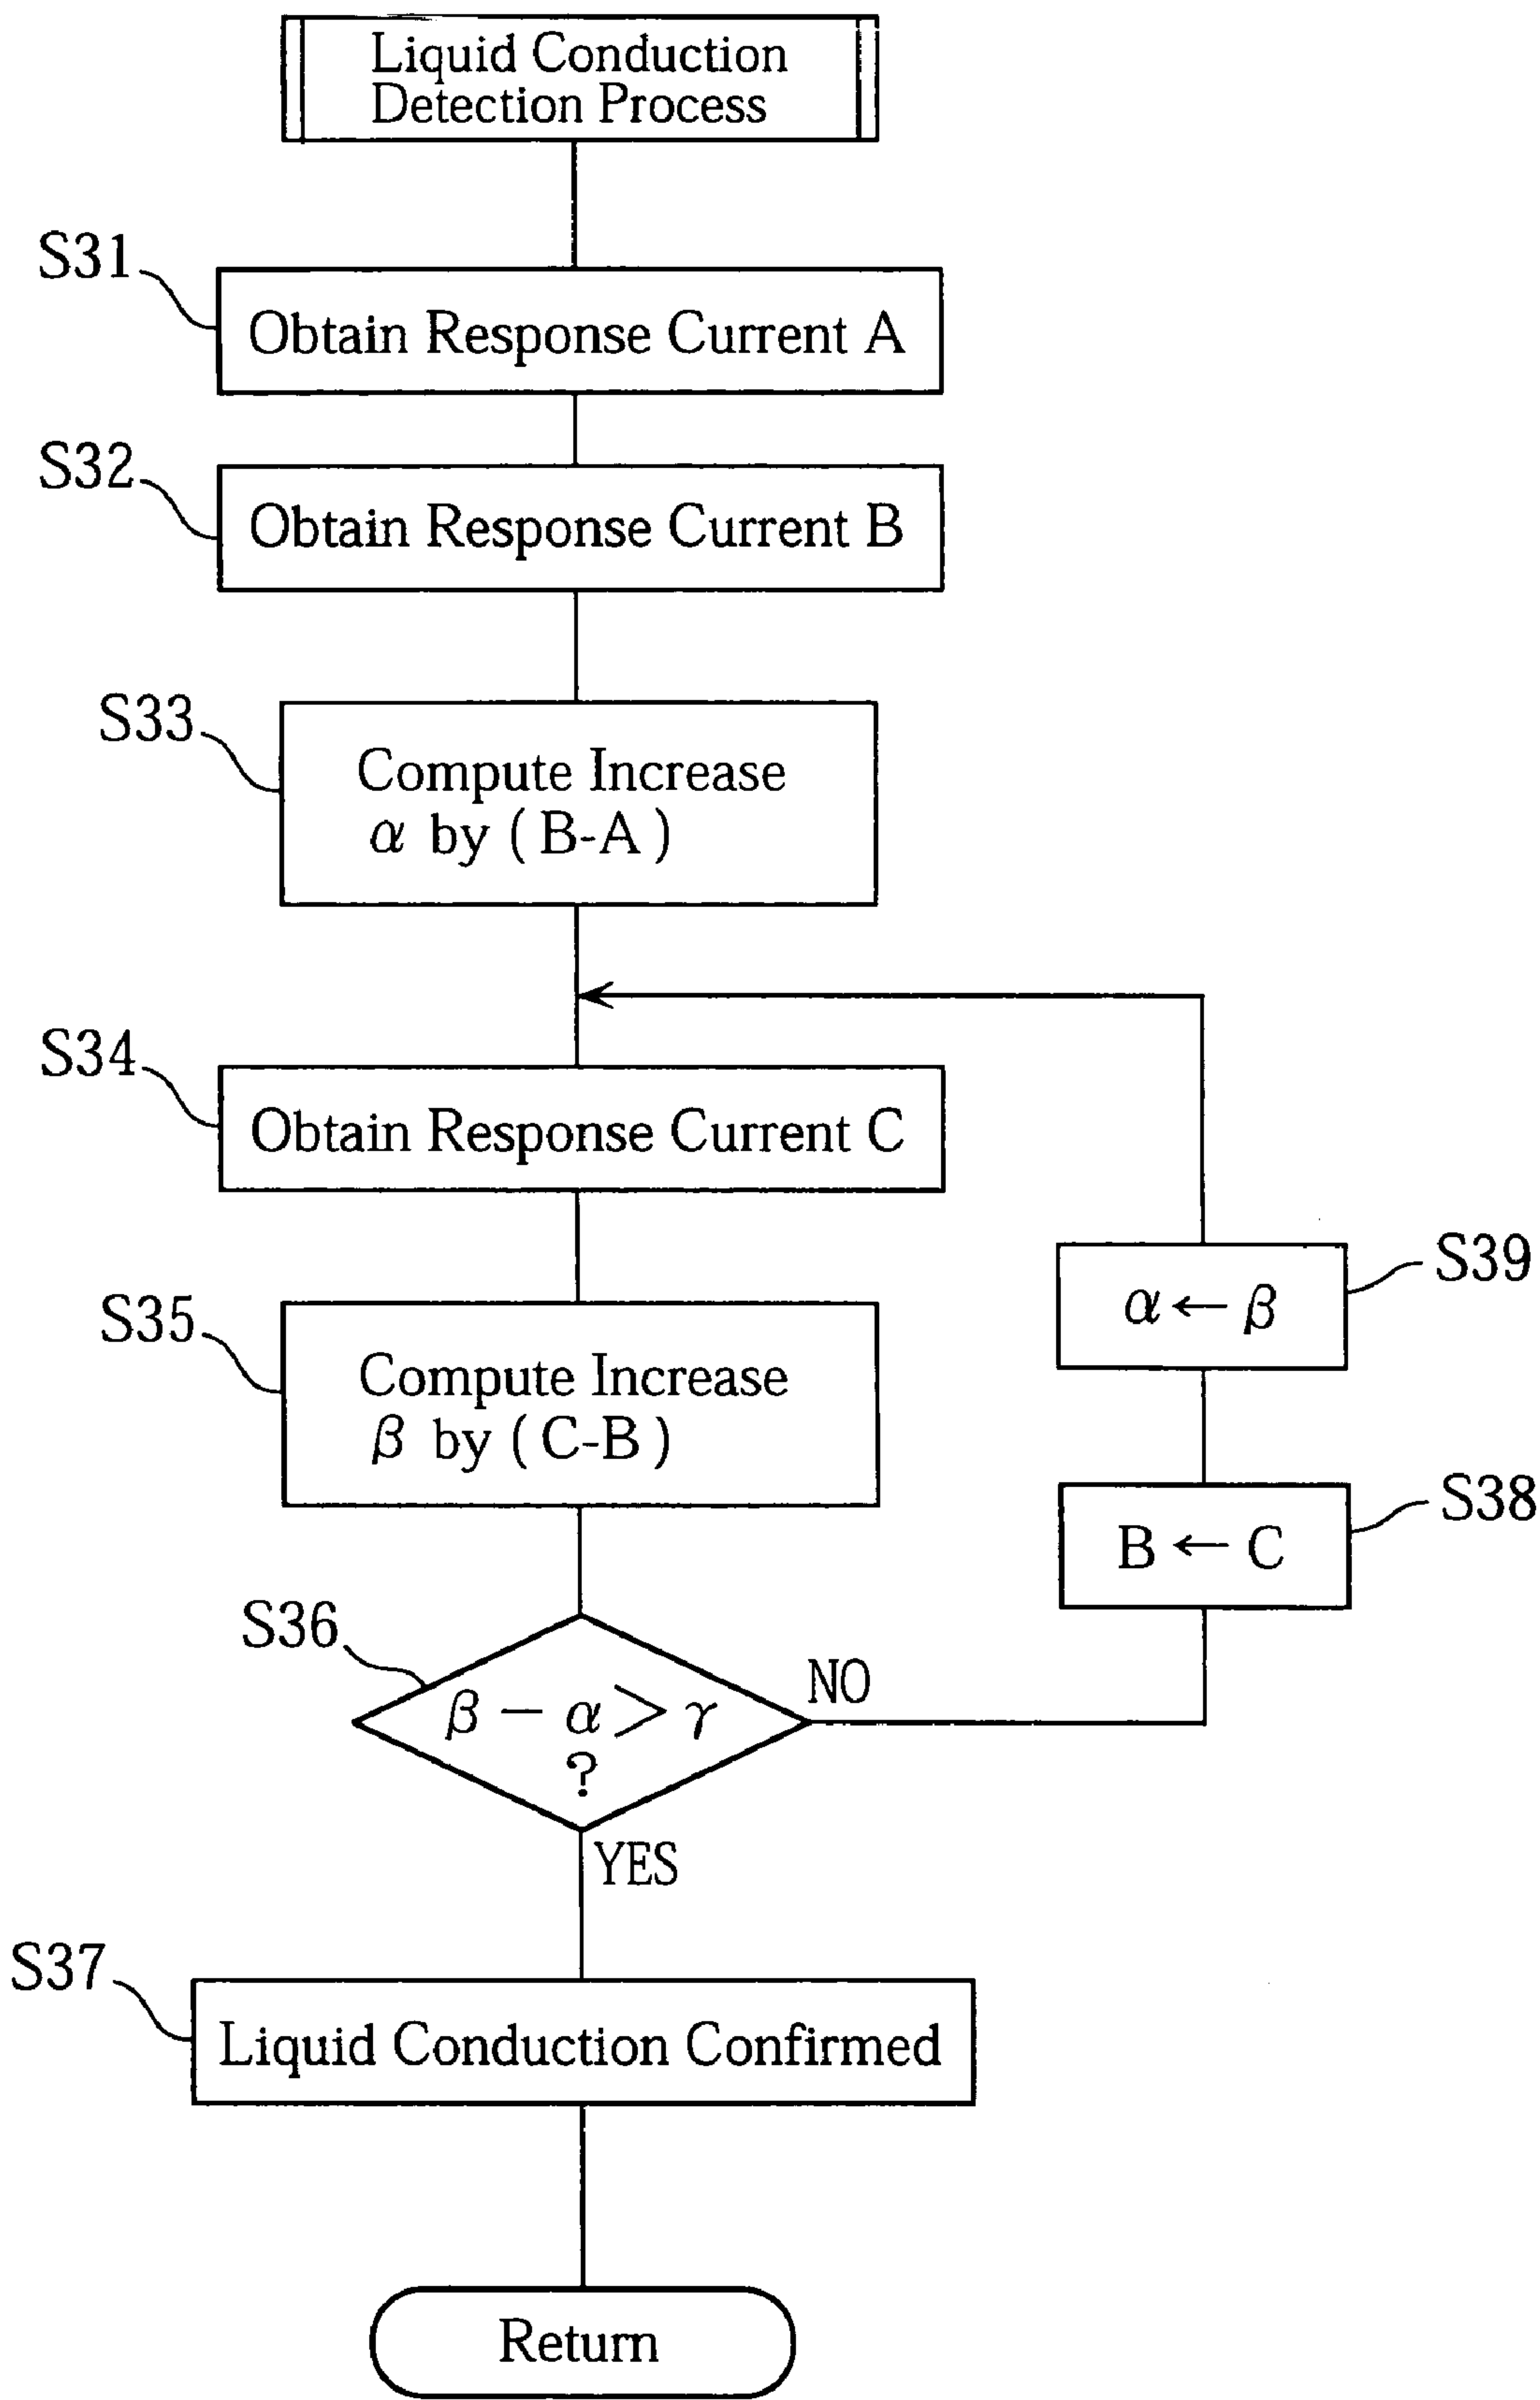 Liquid Conduction
Detection Process
S31
Obtain Response Current A
S32
Obtain Response Current B
S33
Compute Increase
α by ( B-A )
S34
Obtain Response Current C
S35
Compute Increase
β by ( C-B )
S36
β − α > γ
?
NO
YES
S39
α ← β
S38
B ← C
S37
Liquid Conduction Confirmed
Return